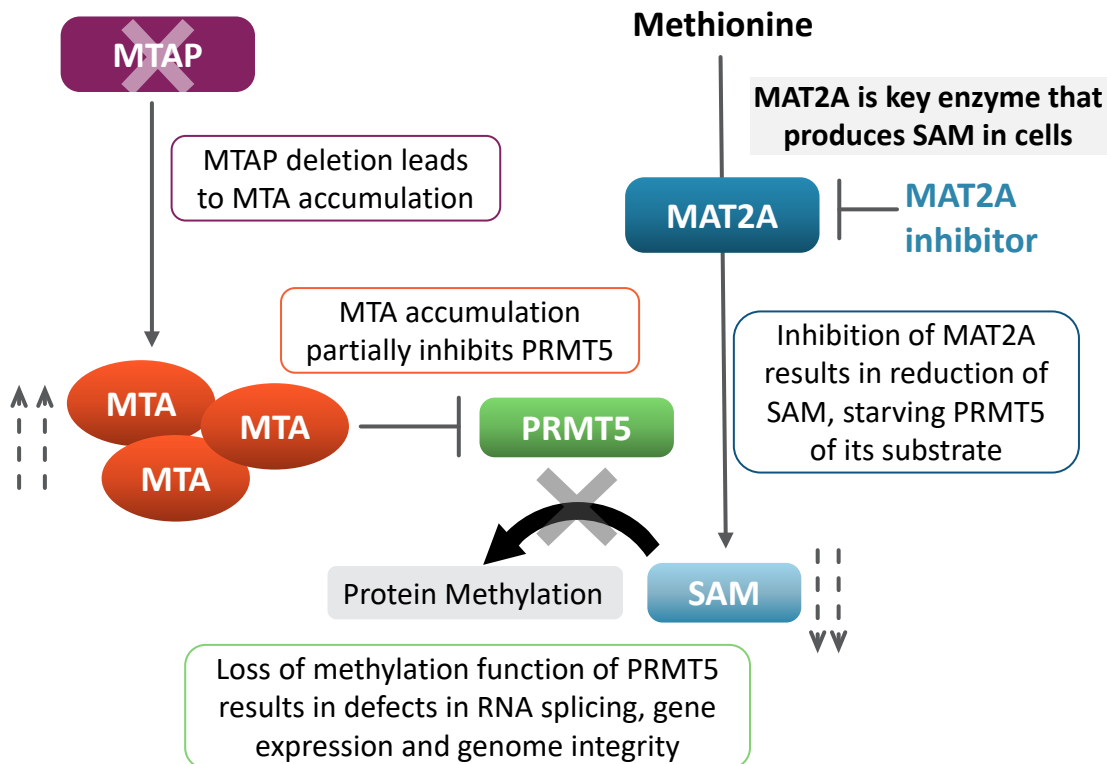 MTAP
MTAP deletion leads
to MTA accumulation
Methionine
MAT2A is key enzyme that
produces SAM in cells
MAT2A
MAT2A
inhibitor
MTA accumulation
partially inhibits PRMT5
Inhibition of MAT2A
results in reduction of
SAM, starving PRMT5
of its substrate
MTA
MTA
MTA
PRMT5
Protein Methylation
SAM
Loss of methylation function of PRMT5
results in defects in RNA splicing, gene
expression and genome integrity